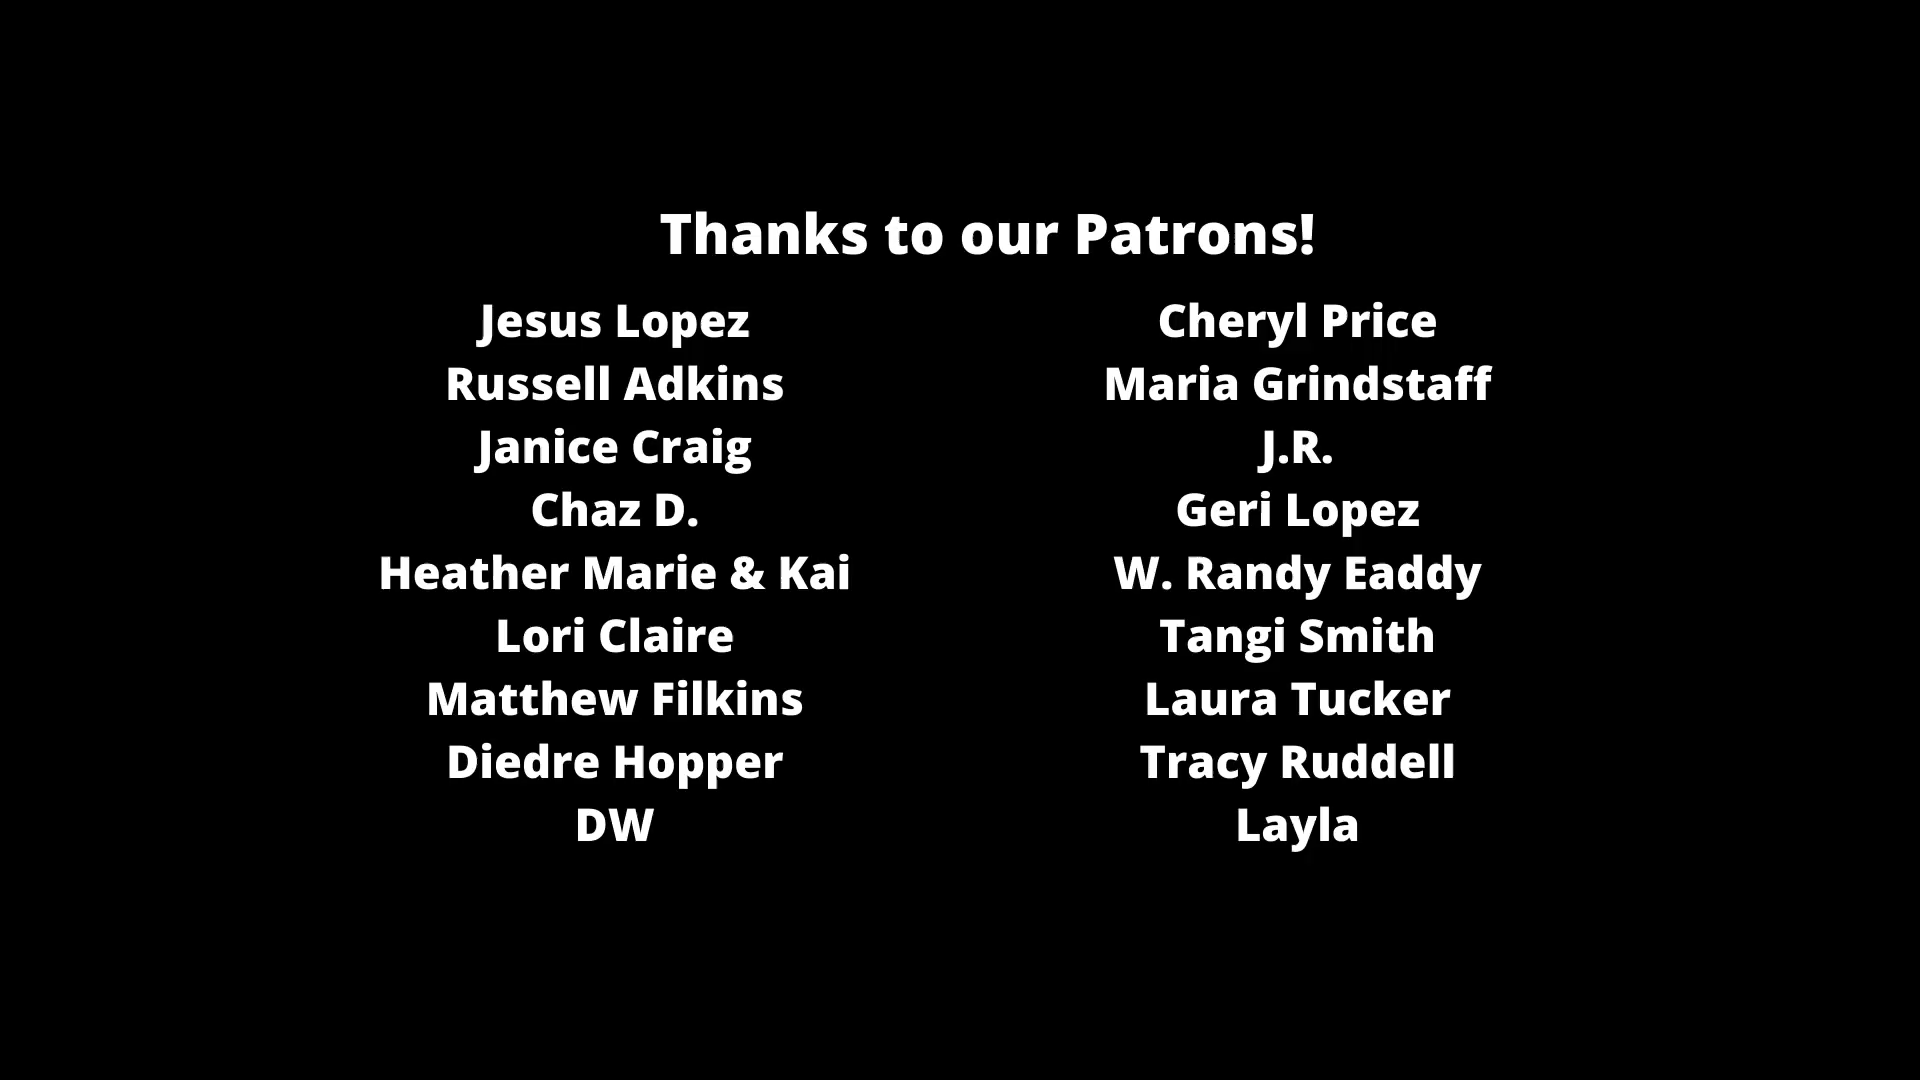 Thanks to our Patrons!
Jesus Lopez
Russell Adkins
Janice Craig
Chaz D.
Heather Marie & Kai
Lori Claire
Matthew Filkins
Diedre Hopper
DW
Cheryl Price
Maria Grindstaff
J.R.
Geri Lopez
W. Randy Eaddy
Tangi Smith
Laura Tucker
Tracy Ruddell
Layla